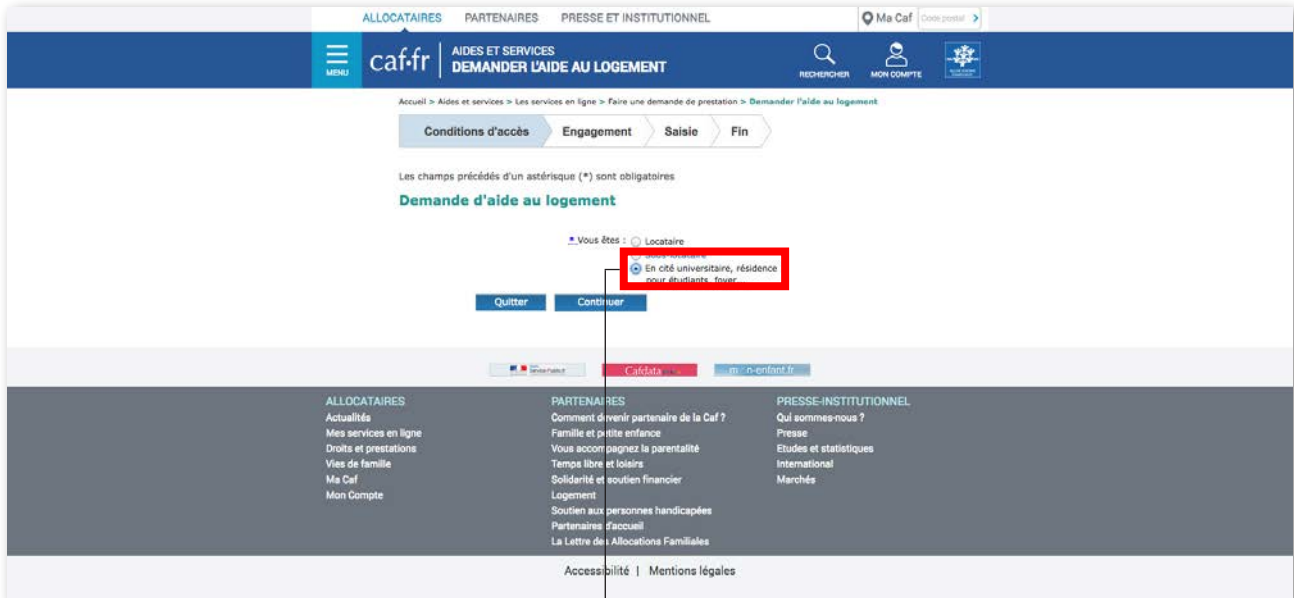 ALLOCATAIRES PARTENAIRES PRESSE ET INSTITUTIONNEL Ma Caf Code postal >
MENU caf.fr AIDES ET SERVICES
DEMANDER L'AIDE AU LOGEMENT
RECHERCHER MON COMPTE
Accueil > Aides et services > Les services en ligne > Faire une demande de prestation > Demander l'aide au logement
Conditions d'accès Engagement Saisie Fin
Les champs précédés d'un astérisque (*) sont obligatoires
Demande d'aide au logement
* Vous êtes : Locataire
Sous-locataire
En cité universitaire, résidence
pour étudiants, foyer
Quitter Continuer
Cafdata mon-enfant.fr
ALLOCATAIRES
Actualités
Mes services en ligne
Droits et prestations
Vies de famille
Ma Caf
Mon Compte
PARTENAIRES
Comment devenir partenaire de la Caf ?
Famille et petite enfance
Vous accompagnez la parentalité
Temps libre et loisirs
Solidarité et soutien financier
Logement
Soutien aux personnes handicapées
Partenaires d'accueil
La Lettre des Allocations Familiales
PRESSE-INSTITUTIONNEL
Qui sommes-nous ?
Presse
Etudes et statistiques
International
Marchés
Accessibilité | Mentions légales